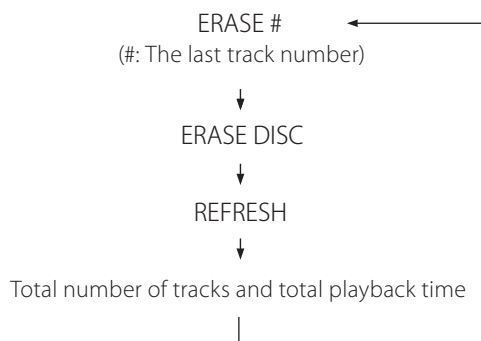 ERASE #
(#: The last track number)
ERASE DISC
REFRESH
Total number of tracks and total playback time